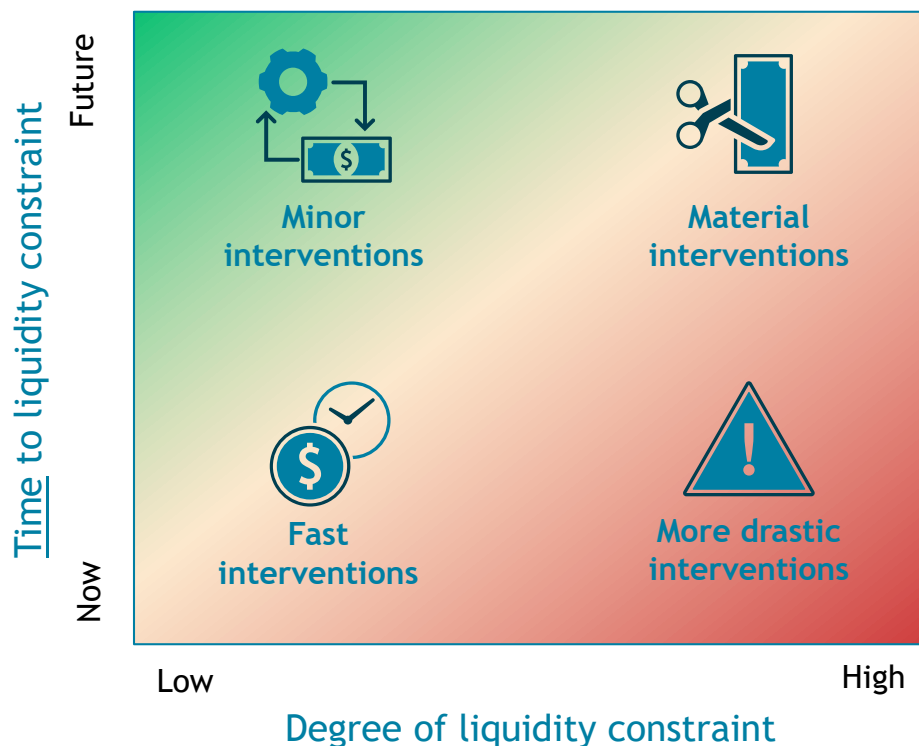 Time to liquidity constraint
Future
Now
$
Minor
interventions
Material
interventions
$
Fast
interventions
!
More drastic
interventions
Low
High
Degree of liquidity constraint